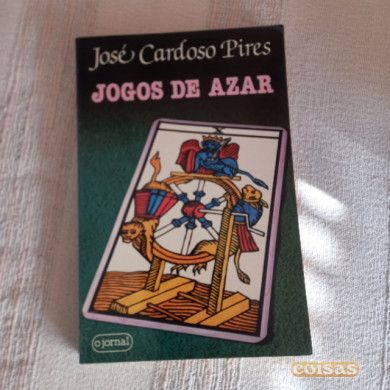 José Cardoso Pires
JOGOS DE AZAR
X
o jornal
coisas